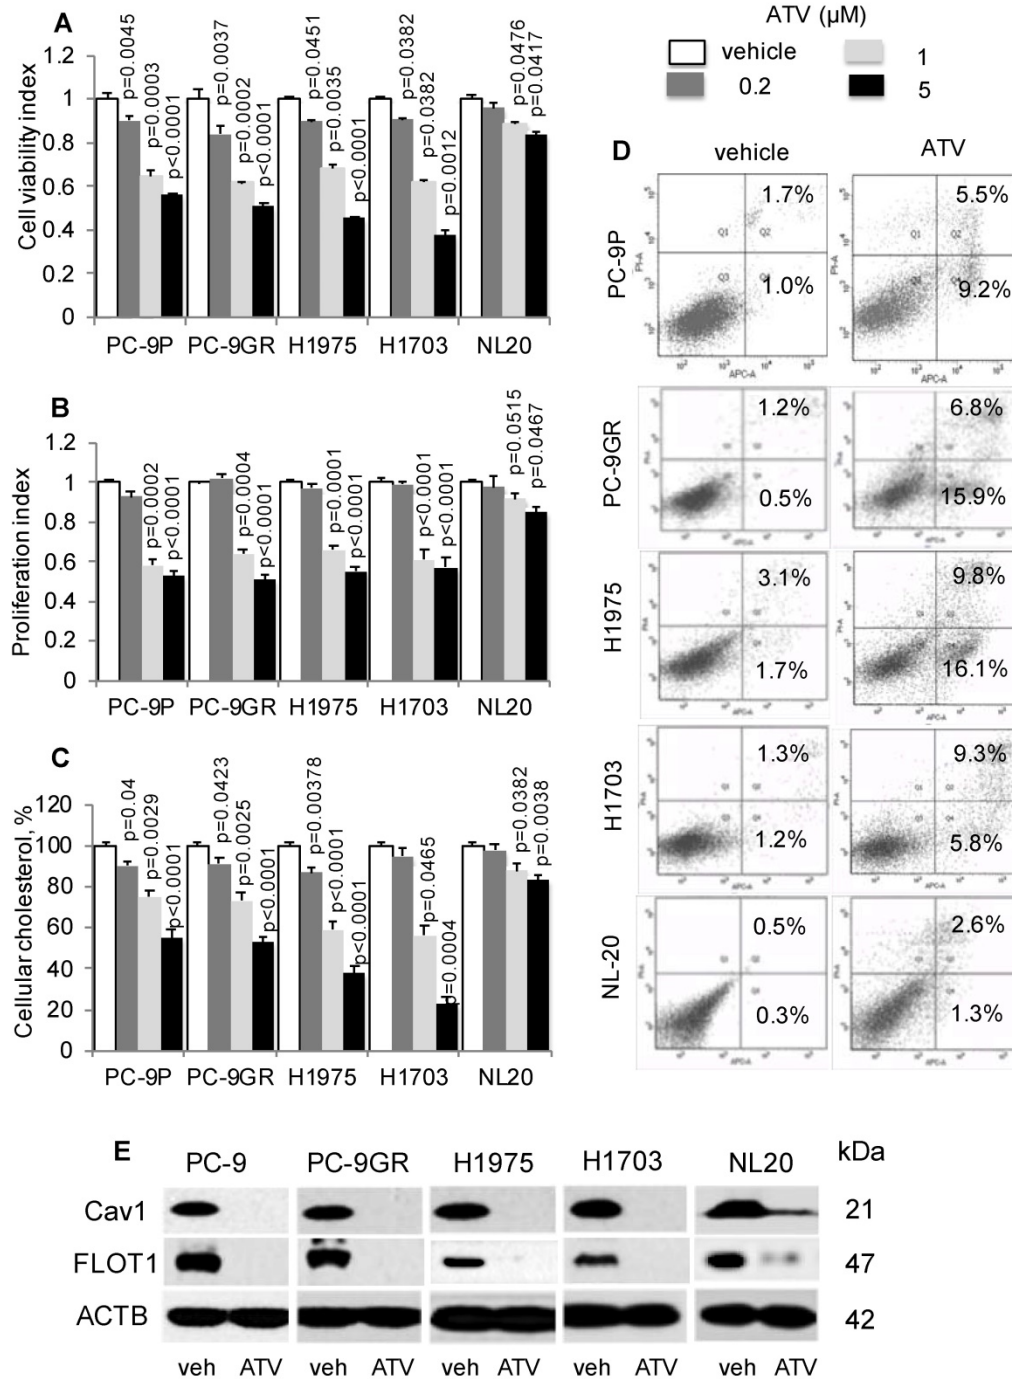 ATV (µM)
vehicle
1
0.2
5
A
Cell viability index
1.2
1
0.8
0.6
0.4
0.2
0
p=0.0045
p=0.0003
p<0.0001
p=0.0037
p=0.0002
p<0.0001
p=0.0451
p=0.0035
p<0.0001
p=0.0382
p=0.0382
p=0.0012
p=0.0476
p=0.0417
PC-9P PC-9GR H1975 H1703 NL20
B
Proliferation index
1.2
1
0.8
0.6
0.4
0.2
0
p=0.0002
p<0.0001
p=0.0004
p<0.0001
p=0.0001
p<0.0001
p<0.0001
p<0.0001
p=0.0515
p=0.0467
PC-9P PC-9GR H1975 H1703 NL20
C
Cellular cholesterol, %
120
100
80
60
40
20
0
p=0.04
p=0.0029
p<0.0001
p=0.0423
p=0.0025
p<0.0001
p=0.00378
p<0.0001
p<0.0001
p=0.0465
p=0.0004
p=0.0382
p=0.0038
PC-9P PC-9GR H1975 H1703 NL20
D
vehicle ATV
PC-9P
1.7% 5.5%
Q1 Q2 Q1 Q2
Q3
1.0% 9.2%
PI-A
APC-A APC-A
PC-9GR
1.2% 6.8%
0.5% 15.9%
H1975
3.1% 9.8%
1.7% 16.1%
H1703
1.3% 9.3%
1.2% 5.8%
NL-20
0.5% 2.6%
0.3% 1.3%
E
PC-9 PC-9GR H1975 H1703 NL20 kDa
Cav1 21
FLOT1 47
ACTB 42
veh ATV veh ATV veh ATV veh ATV veh ATV